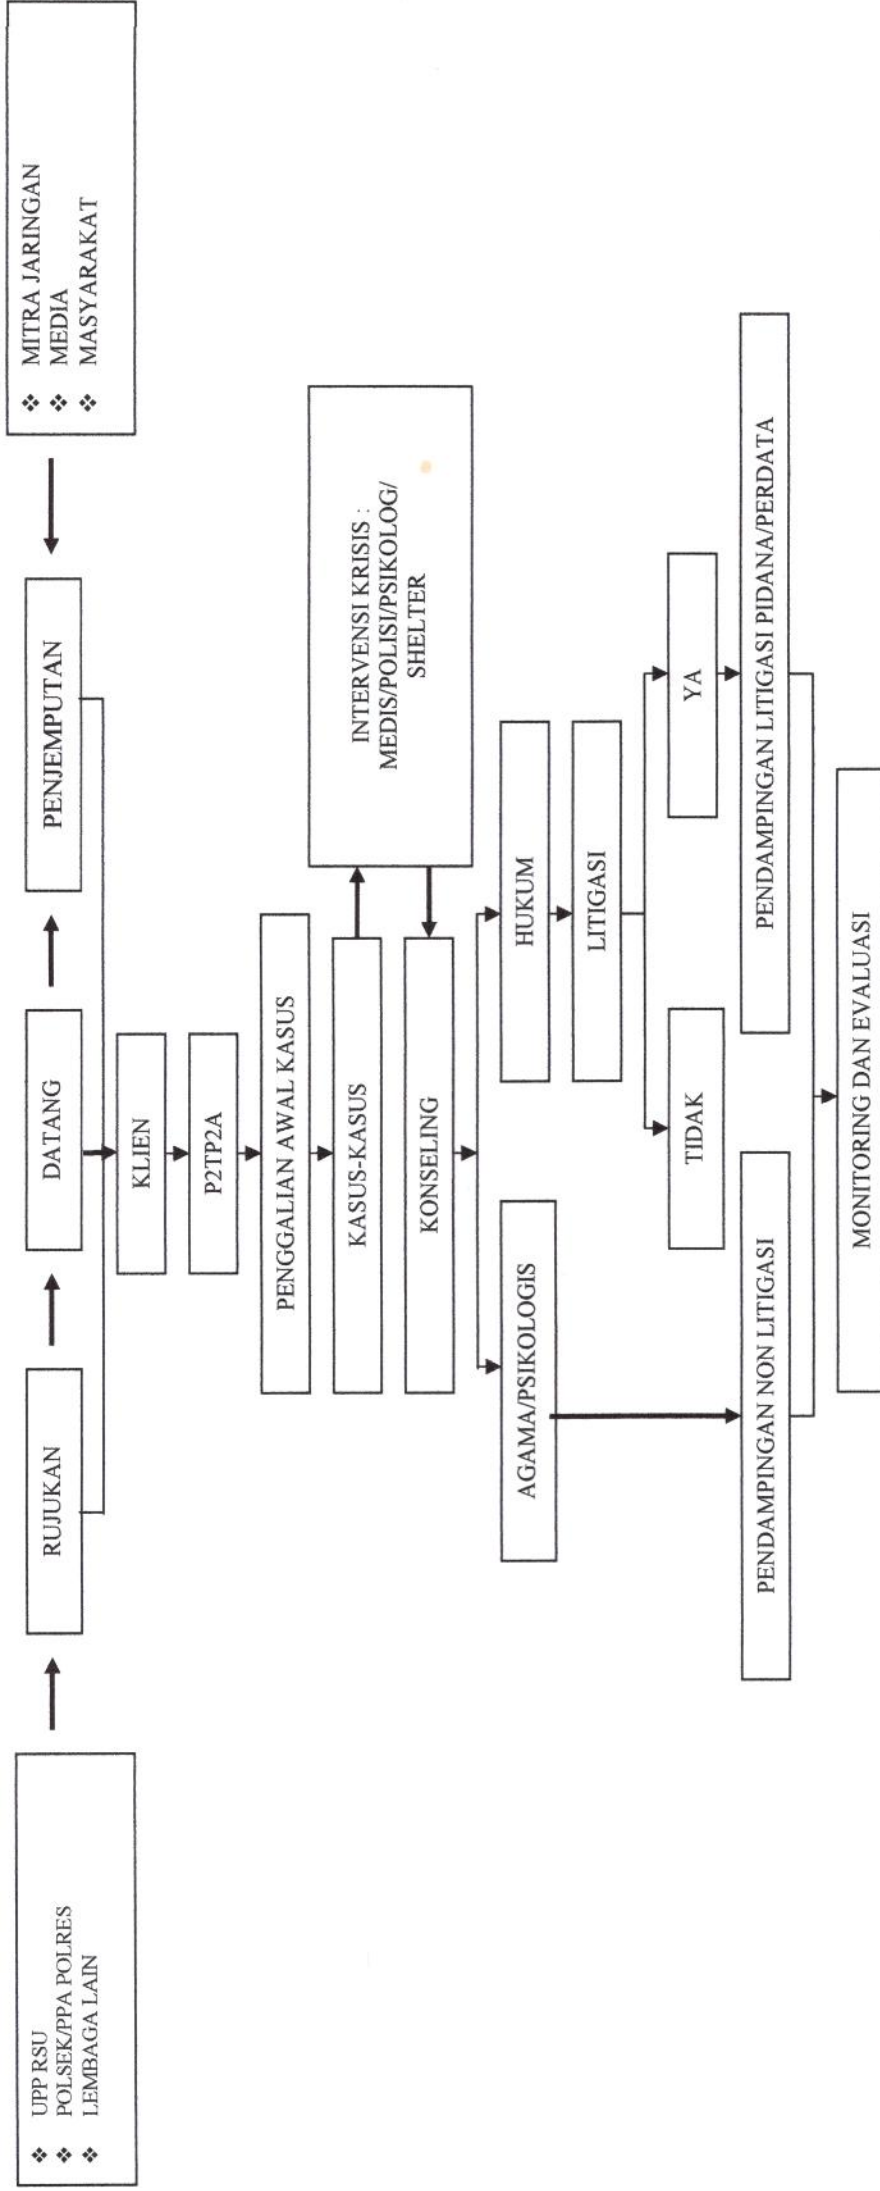 ❖ UPP RSU
❖ POLSEK/PPA POLRES
❖ LEMBAGA LAIN
RUJUKAN
DATANG
PENJEMPUTAN
❖ MITRA JARINGAN
❖ MEDIA
❖ MASYARAKAT
KLIEN
P2TP2A
PENGGALIAN AWAL KASUS
KASUS-KASUS
INTERVENSI KRISIS :
MEDIS/POLISI/PSIKOLOG/
SHELTER
KONSELING
AGAMA/PSIKOLOGIS
HUKUM
LITIGASI
TIDAK
YA
PENDAMPINGAN NON LITIGASI
PENDAMPINGAN LITIGASI PIDANA/PERDATA
MONITORING DAN EVALUASI